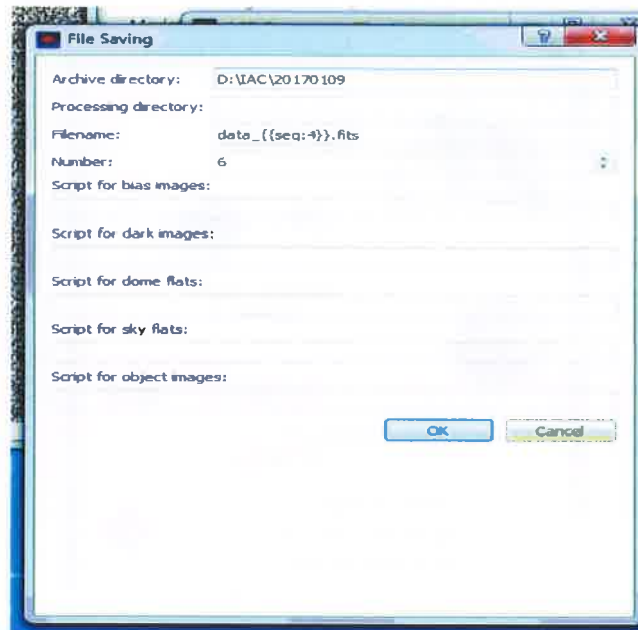 File Saving
Archive directory: D:\IAC\20170109
Processing directory:
Filename: data_{{seq:4}}.fits
Number: 6
Script for bias images:
Script for dark images:
Script for dome flats:
Script for sky flats:
Script for object images:
OK Cancel